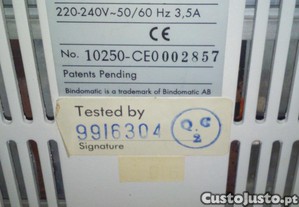 220-240V~50/60 Hz 3,5A
CE
No. 10250-CE0002857
Patents Pending
Bindomatic is a trademark of Bindomatic AB
Tested by
9916304
Q.C
2
Signature
CustoJusto.pt